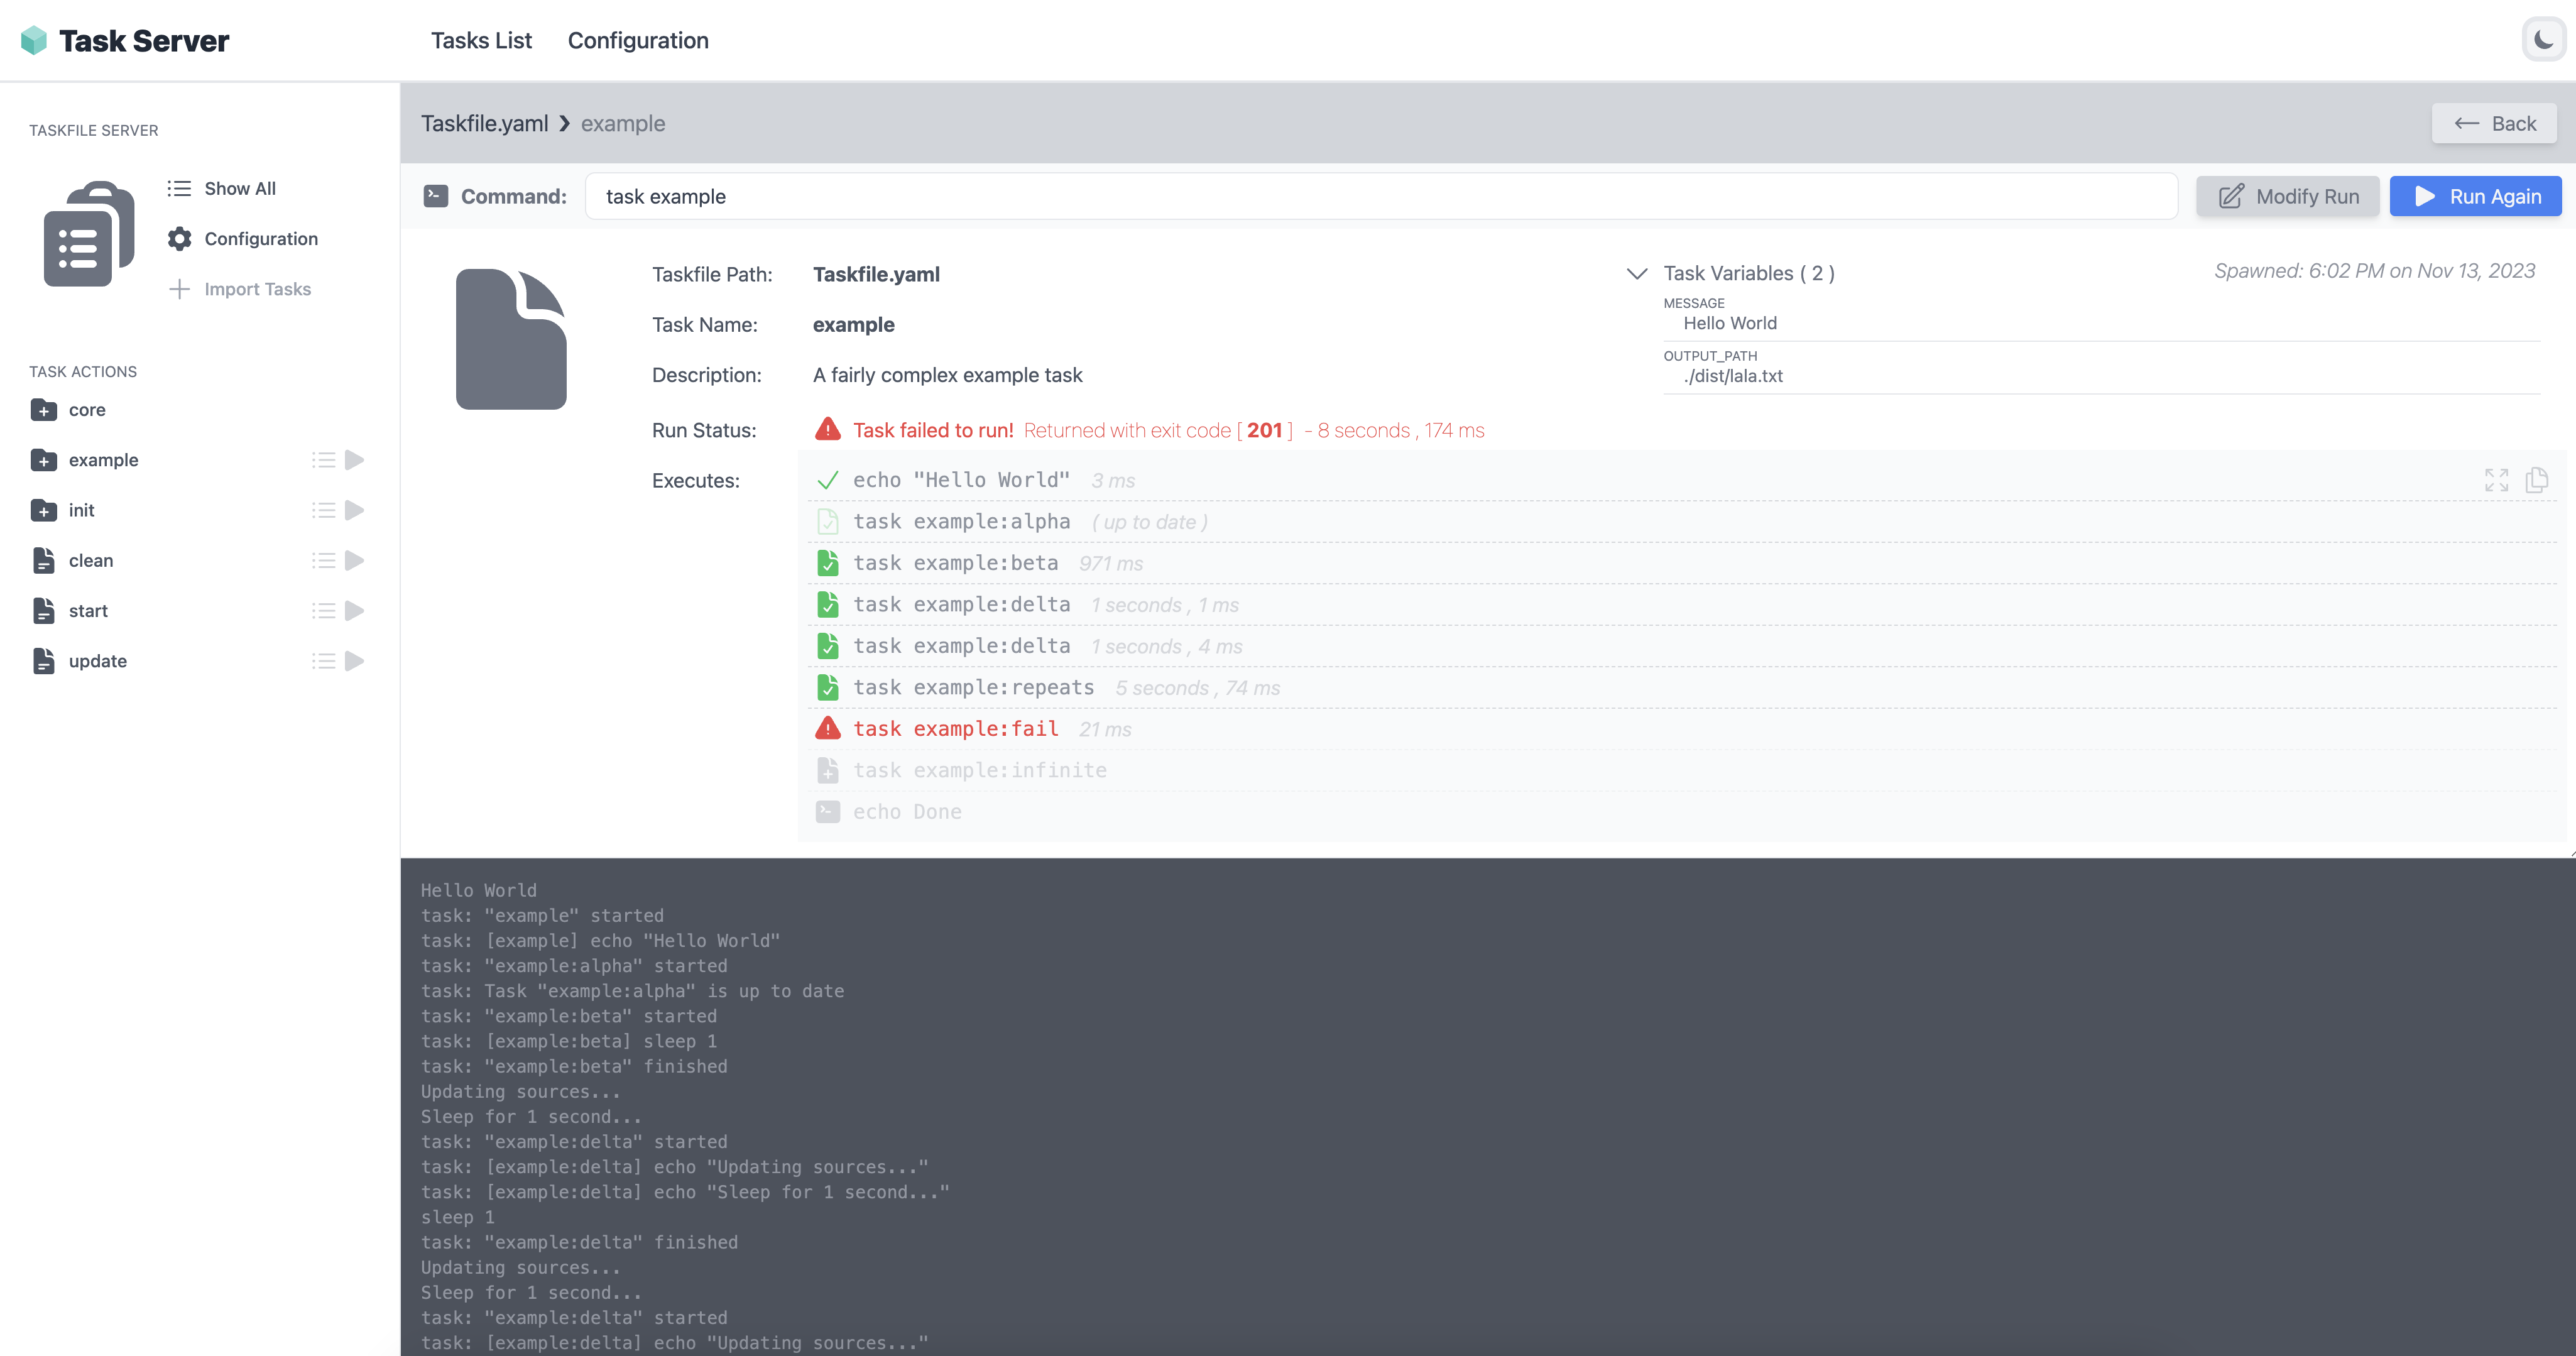 Task Server
Tasks List
Configuration
TASKFILE SERVER
Show All
Configuration
Import Tasks
TASK ACTIONS
core
example
init
clean
start
update
Taskfile.yaml ❯ example
Back
Command:
task example
Modify Run
Run Again
Taskfile Path: Taskfile.yaml
Task Name: example
Description: A fairly complex example task
Task Variables ( 2 )
MESSAGE
Hello World
OUTPUT_PATH
./dist/lala.txt
Spawned: 6:02 PM on Nov 13, 2023
Run Status: Task failed to run! Returned with exit code [ 201 ] - 8 seconds , 174 ms
Executes:
echo "Hello World" 3 ms
task example:alpha ( up to date )
task example:beta 971 ms
task example:delta 1 seconds , 1 ms
task example:delta 1 seconds , 4 ms
task example:repeats 5 seconds , 74 ms
task example:fail 21 ms
task example:infinite
echo Done
Hello World
task: "example" started
task: [example] echo "Hello World"
task: "example:alpha" started
task: Task "example:alpha" is up to date
task: "example:beta" started
task: [example:beta] sleep 1
task: "example:beta" finished
Updating sources...
Sleep for 1 second...
task: "example:delta" started
task: [example:delta] echo "Updating sources..."
task: [example:delta] echo "Sleep for 1 second..."
sleep 1
task: "example:delta" finished
Updating sources...
Sleep for 1 second...
task: "example:delta" started
task: [example:delta] echo "Updating sources..."